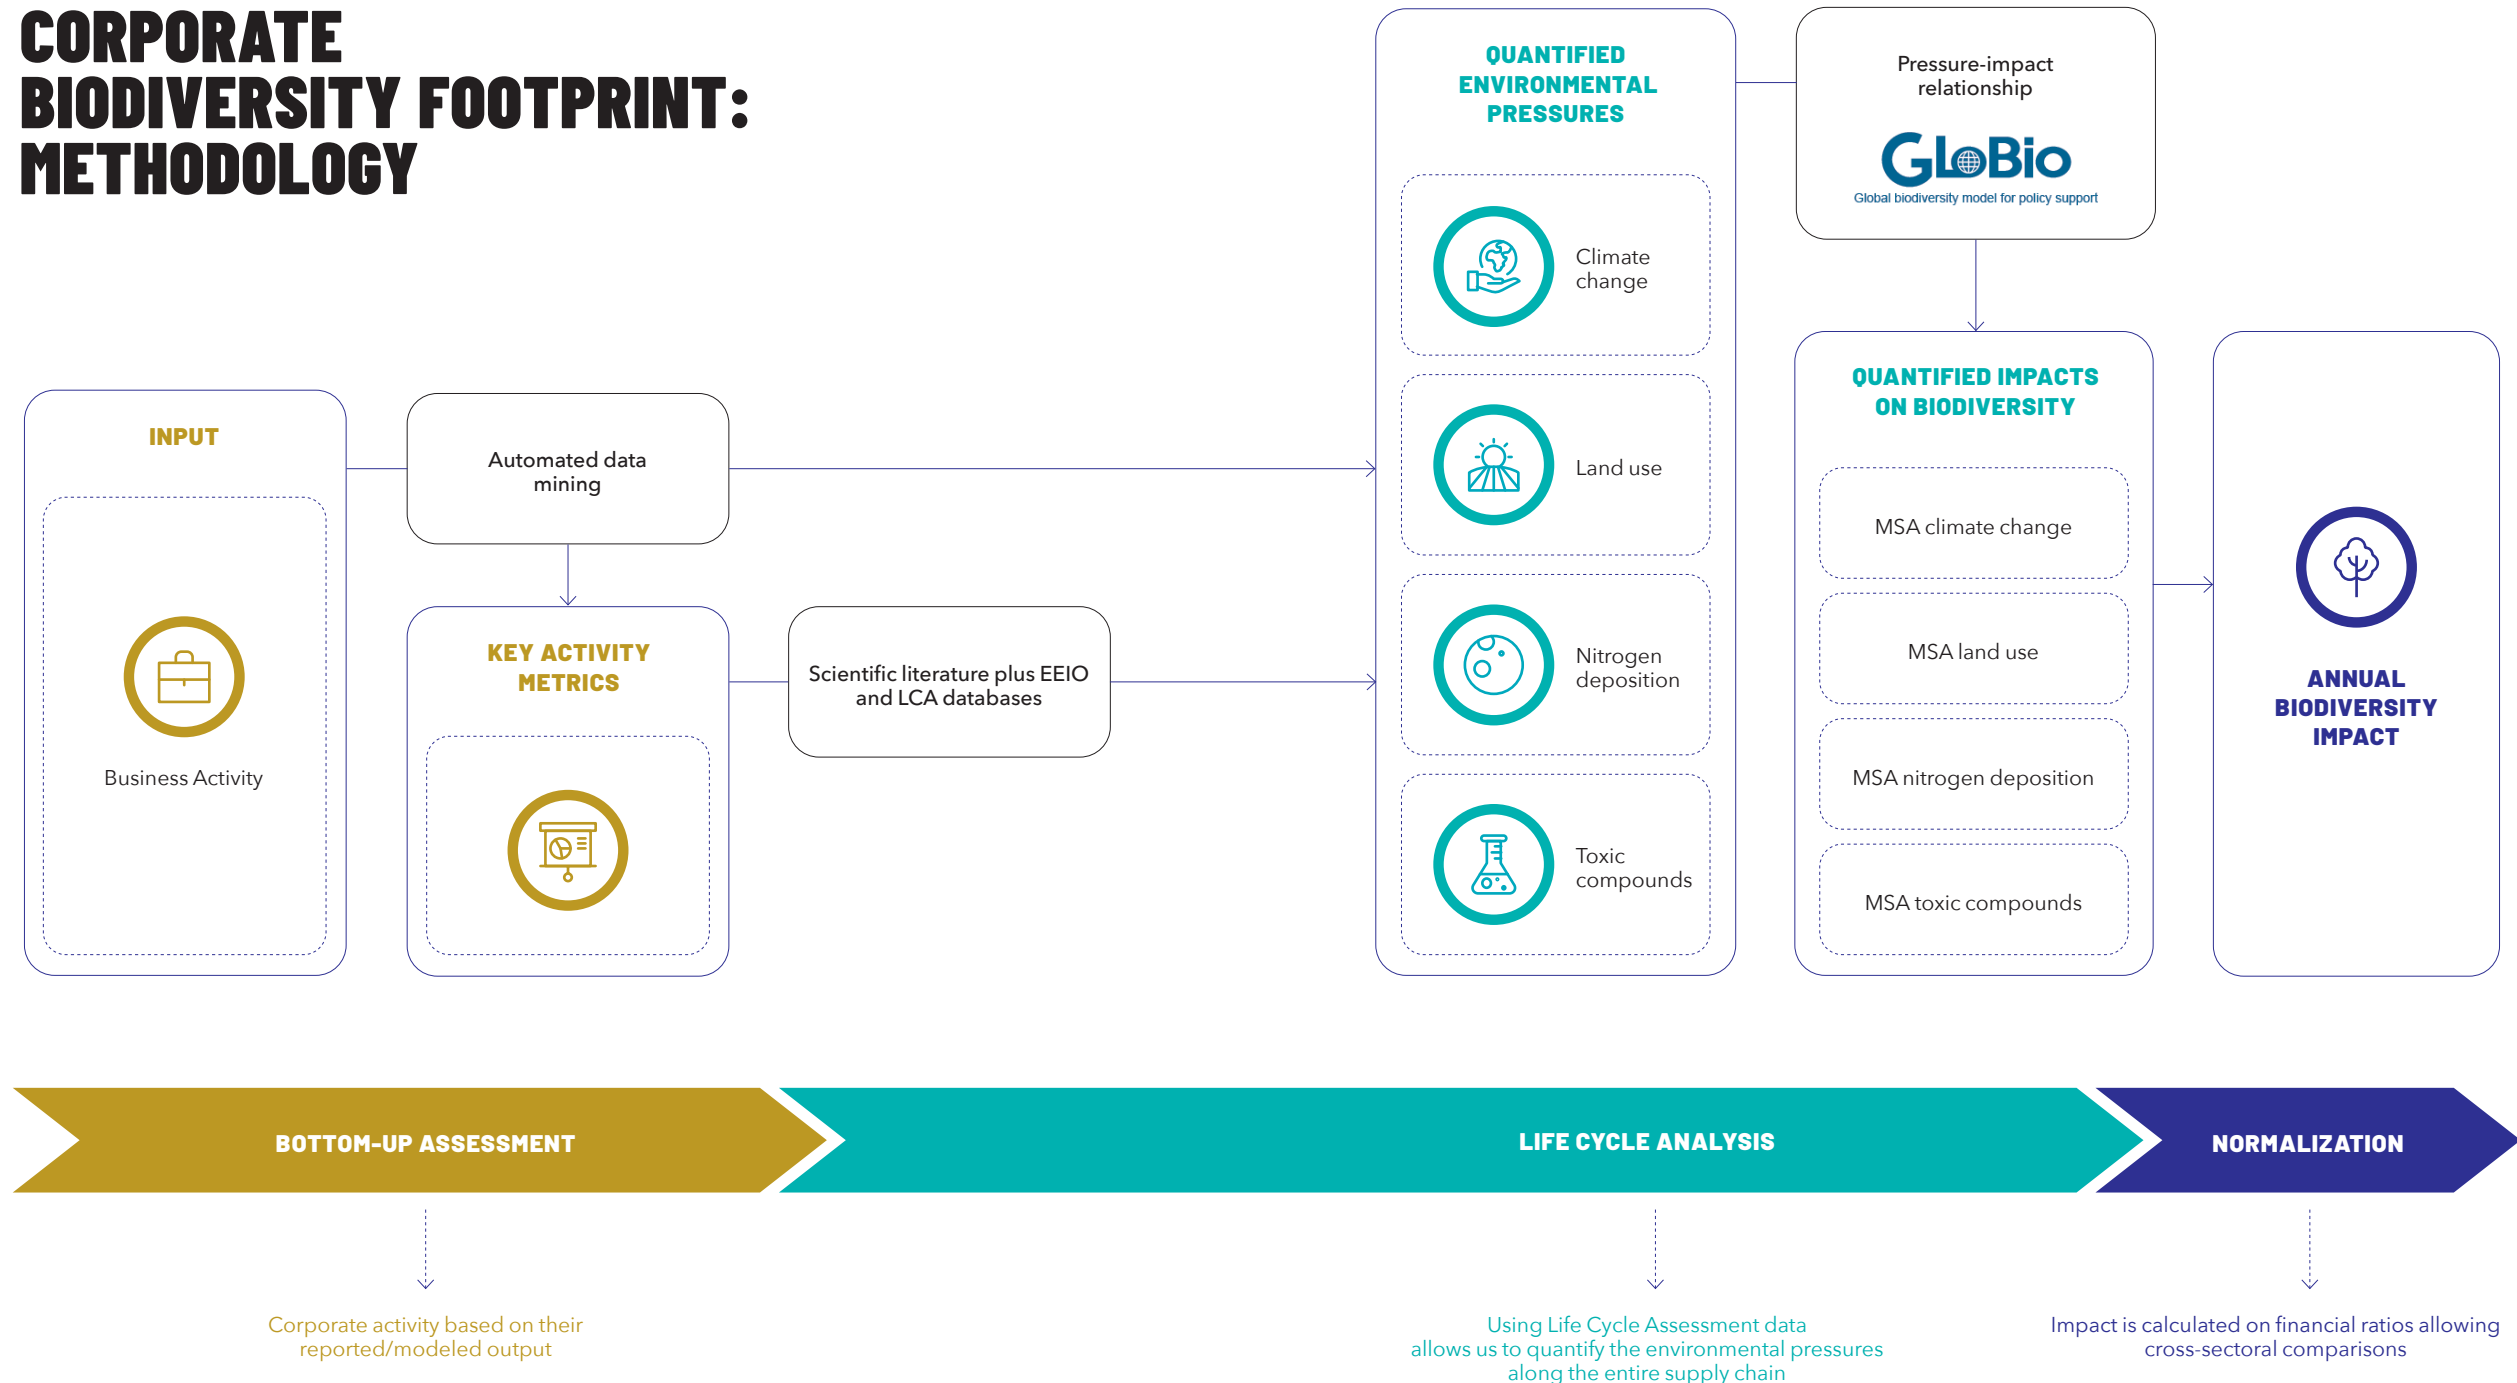 CORPORATE
BIODIVERSITY FOOTPRINT:
METHODOLOGY
INPUT
Business Activity
Automated data
mining
KEY ACTIVITY
METRICS
Scientific literature plus EEIO
and LCA databases
QUANTIFIED
ENVIRONMENTAL
PRESSURES
Climate
change
Land use
Nitrogen
deposition
Toxic
compounds
Pressure-impact
relationship
GLOBio
Global biodiversity model for policy support
QUANTIFIED IMPACTS
ON BIODIVERSITY
MSA climate change
MSA land use
MSA nitrogen deposition
MSA toxic compounds
ANNUAL
BIODIVERSITY
IMPACT
BOTTOM-UP ASSESSMENT
LIFE CYCLE ANALYSIS
NORMALIZATION
Corporate activity based on their
reported/modeled output
Using Life Cycle Assessment data
allows us to quantify the environmental pressures
along the entire supply chain
Impact is calculated on financial ratios allowing
cross-sectoral comparisons